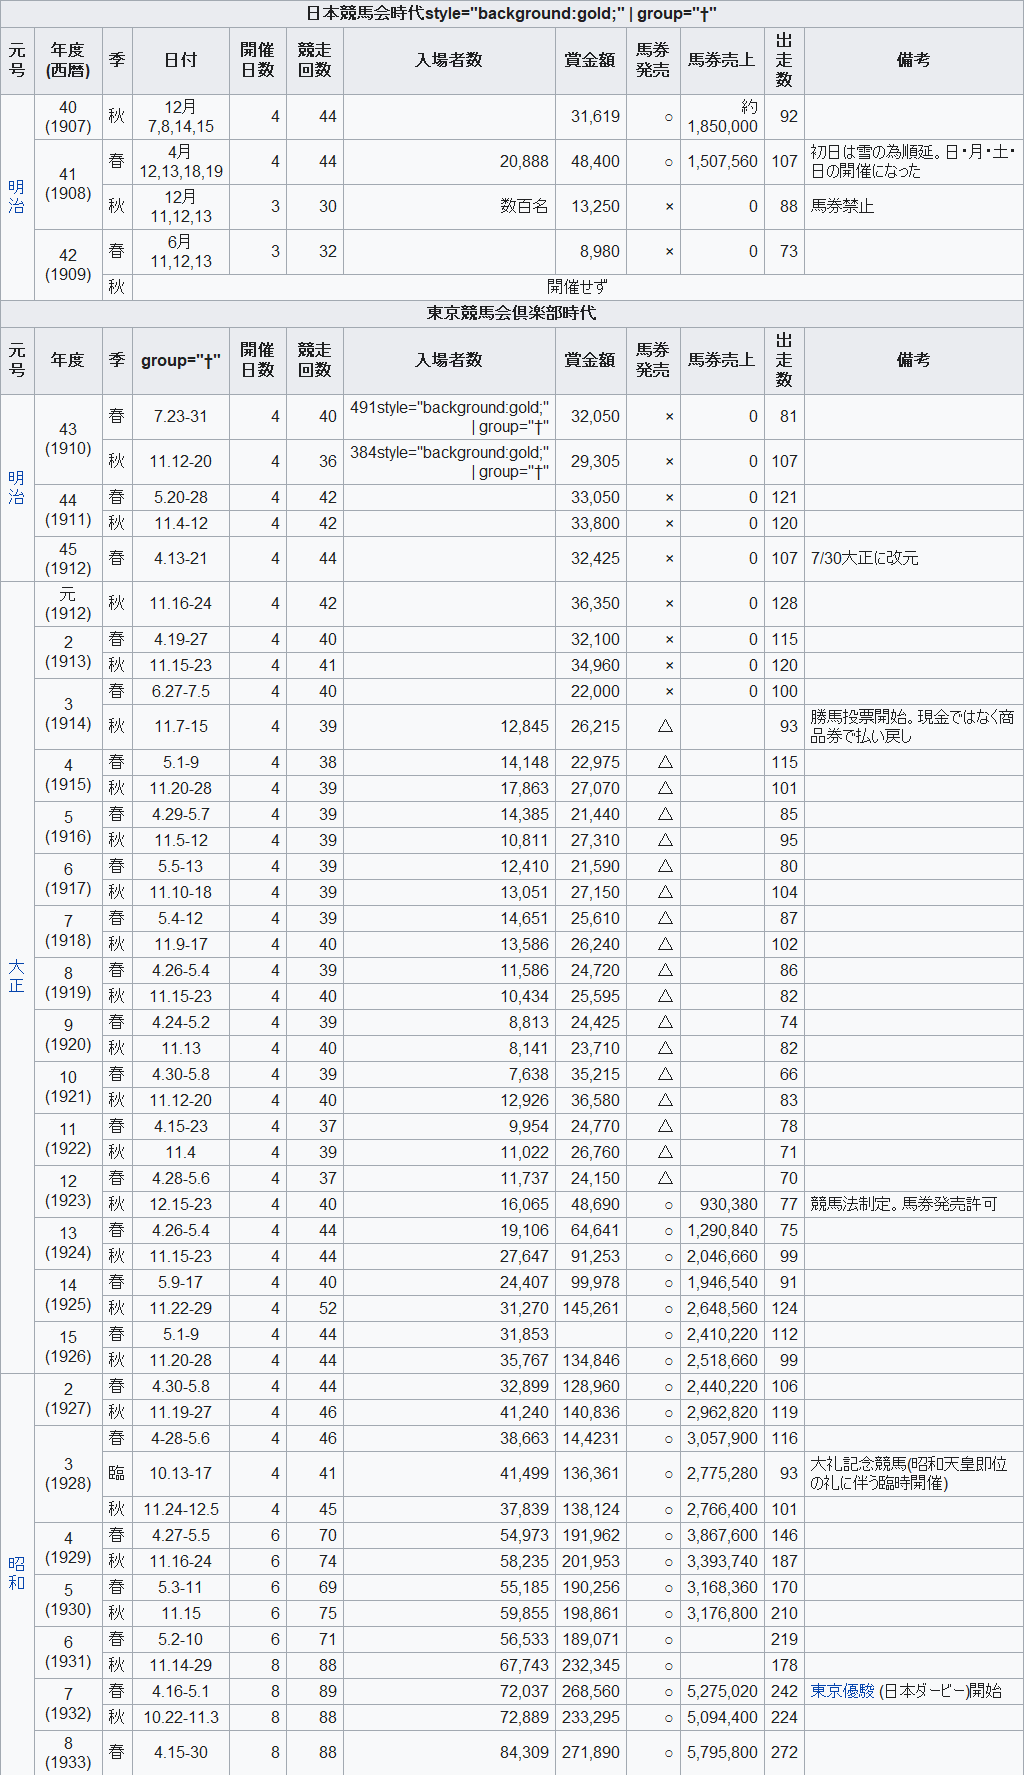 日本競馬会時代style="background:gold;" | group="†"
元号 年度(西暦) 季 日付 開催日数 競走回数 入場者数 賞金額 馬券発売 馬券売上 出走数 備考
明治 40 (1907) 秋 12月 7,8,14,15 4 44 31,619 ○ 約1,850,000 92
41 (1908) 春 4月 12,13,18,19 4 44 20,888 48,400 ○ 1,507,560 107 初日は雪の為順延。日・月・土・日の開催になった
秋 12月 11,12,13 3 30 数百名 13,250 × 0 88 馬券禁止
42 (1909) 春 6月 11,12,13 3 32 8,980 × 0 73
秋 開催せず
東京競馬会倶楽部時代
元号 年度 季 group="†" 開催日数 競走回数 入場者数 賞金額 馬券発売 馬券売上 出走数 備考
明治 43 (1910) 春 7.23-31 4 40 491style="background:gold;" | group="†" 32,050 × 0 81
秋 11.12-20 4 36 384style="background:gold;" | group="†" 29,305 × 0 107
44 (1911) 春 5.20-28 4 42 33,050 × 0 121
秋 11.4-12 4 42 33,800 × 0 120
45 (1912) 春 4.13-21 4 44 32,425 × 0 107 7/30大正に改元
大正 元 (1912) 秋 11.16-24 4 42 36,350 × 0 128
2 (1913) 春 4.19-27 4 40 32,100 × 0 115
秋 11.15-23 4 41 34,960 × 0 120
3 (1914) 春 6.27-7.5 4 40 22,000 × 0 100
秋 11.7-15 4 39 12,845 26,215 △ 93 勝馬投票開始。現金ではなく商品券で払い戻し
4 (1915) 春 5.1-9 4 38 14,148 22,975 △ 115
秋 11.20-28 4 39 17,863 27,070 △ 101
5 (1916) 春 4.29-5.7 4 39 14,385 21,440 △ 85
秋 11.5-12 4 39 10,811 27,310 △ 95
6 (1917) 春 5.5-13 4 39 12,410 21,590 △ 80
秋 11.10-18 4 39 13,051 27,150 △ 104
7 (1918) 春 5.4-12 4 39 14,651 25,610 △ 87
秋 11.9-17 4 40 13,586 26,240 △ 102
8 (1919) 春 4.26-5.4 4 39 11,586 24,720 △ 86
秋 11.15-23 4 40 10,434 25,595 △ 82
9 (1920) 春 4.24-5.2 4 39 8,813 24,425 △ 74
秋 11.13 4 40 8,141 23,710 △ 82
10 (1921) 春 4.30-5.8 4 39 7,638 35,215 △ 66
秋 11.12-20 4 40 12,926 36,580 △ 83
11 (1922) 春 4.15-23 4 37 9,954 24,770 △ 78
秋 11.4 4 39 11,022 26,760 △ 71
12 (1923) 春 4.28-5.6 4 37 11,737 24,150 △ 70
秋 12.15-23 4 40 16,065 48,690 ○ 930,380 77 競馬法制定。馬券発売許可
13 (1924) 春 4.26-5.4 4 44 19,106 64,641 ○ 1,290,840 75
秋 11.15-23 4 44 27,647 91,253 ○ 2,046,660 99
14 (1925) 春 5.9-17 4 40 24,407 99,978 ○ 1,946,540 91
秋 11.22-29 4 52 31,270 145,261 ○ 2,648,560 124
15 (1926) 春 5.1-9 4 44 31,853 ○ 2,410,220 112
秋 11.20-28 4 44 35,767 134,846 ○ 2,518,660 99
昭和 2 (1927) 春 4.30-5.8 4 44 32,899 128,960 ○ 2,440,220 106
秋 11.19-27 4 46 41,240 140,836 ○ 2,962,820 119
3 (1928) 春 4-28-5.6 4 46 38,663 14,4231 ○ 3,057,900 116
臨 10.13-17 4 41 41,499 136,361 ○ 2,775,280 93 大礼記念競馬(昭和天皇即位の礼に伴う臨時開催)
秋 11.24-12.5 4 45 37,839 138,124 ○ 2,766,400 101
4 (1929) 春 4.27-5.5 6 70 54,973 191,962 ○ 3,867,600 146
秋 11.16-24 6 74 58,235 201,953 ○ 3,393,740 187
5 (1930) 春 5.3-11 6 69 55,185 190,256 ○ 3,168,360 170
秋 11.15 6 75 59,855 198,861 ○ 3,176,800 210
6 (1931) 春 5.2-10 6 71 56,533 189,071 ○ 219
秋 11.14-29 8 88 67,743 232,345 ○ 178
7 (1932) 春 4.16-5.1 8 89 72,037 268,560 ○ 5,275,020 242 東京優駿 (日本ダービー)開始
秋 10.22-11.3 8 88 72,889 233,295 ○ 5,094,400 224
8 (1933) 春 4.15-30 8 88 84,309 271,890 ○ 5,795,800 272